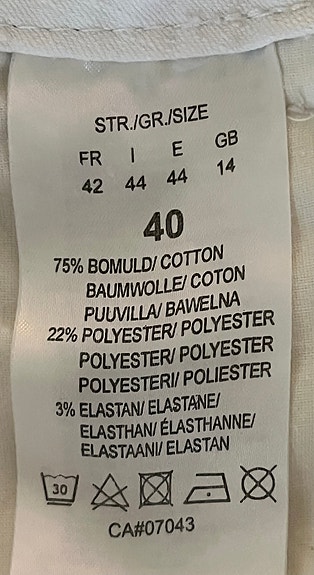 STR./GR./SIZE
FR I E GB
42 44 44 14
40
75% BOMULD/ COTTON
BAUMWOLLE/ COTON
PUUVILLA/ BAWELNA
22% POLYESTER/ POLYESTER
POLYESTER/ POLYESTER
POLYESTERI/ POLIESTER
3% ELASTAN/ ELASTANE/
ELASTHAN/ ÉLASTHANNE/
ELASTAANI/ ELASTAN
30
CA#07043